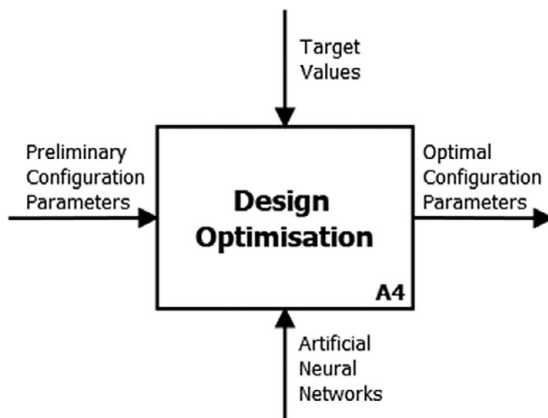 Target
Values
Preliminary
Configuration
Parameters
Design
Optimisation
A4
Optimal
Configuration
Parameters
Artificial
Neural
Networks